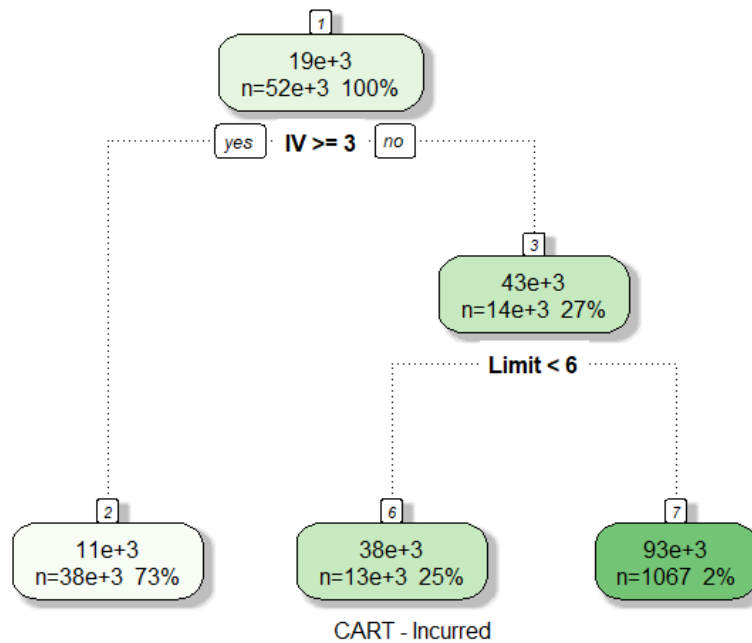 1
19e+3
n=52e+3 100%
yes IV >= 3 no
3
43e+3
n=14e+3 27%
Limit < 6
2
11e+3
n=38e+3 73%
6
38e+3
n=13e+3 25%
7
93e+3
n=1067 2%
CART - Incurred